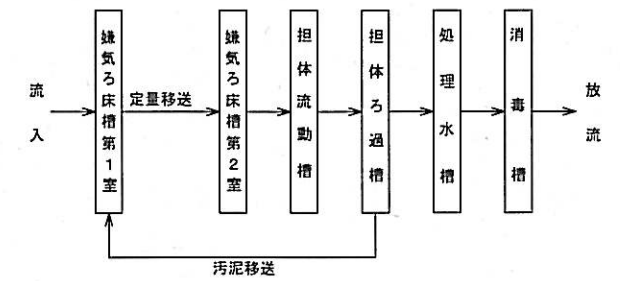 流入
嫌気ろ床槽第1室
定量移送
嫌気ろ床槽第2室
担体流動槽
担体ろ過槽
処理水槽
消毒槽
放流
汚泥移送